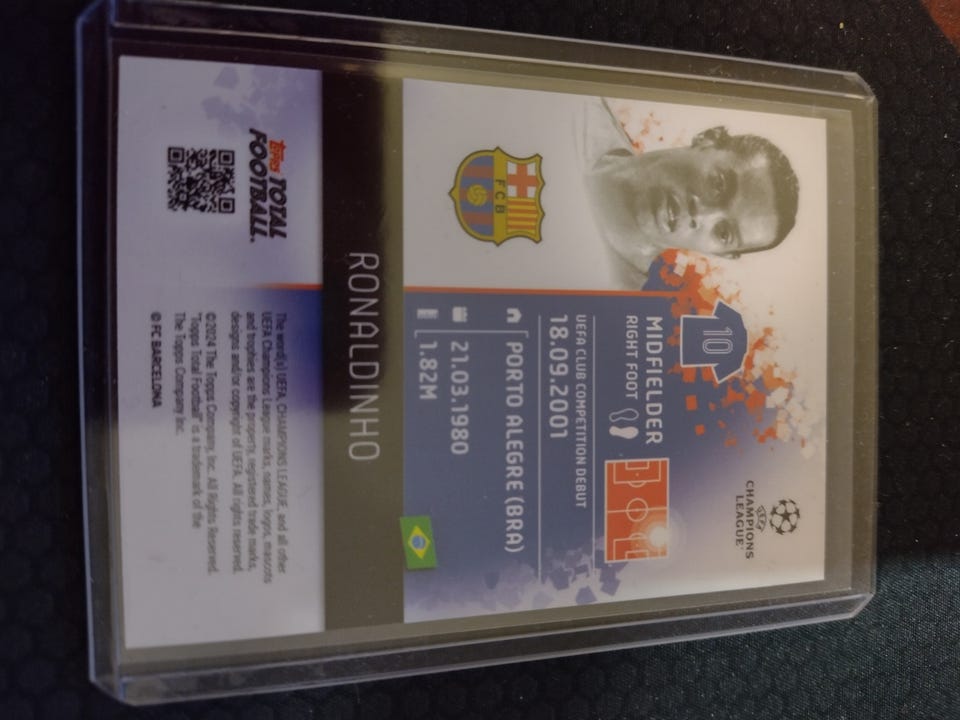 UEFA
CHAMPIONS
LEAGUE
10
MIDFIELDER
RIGHT FOOT
UEFA CLUB COMPETITION DEBUT
18.09.2001
PORTO ALEGRE (BRA)
21.03.1980
1.82M
FCB
RONALDINHO
TOPPS TOTAL
FOOTBALL.
The word(s) UEFA, CHAMPIONS LEAGUE, and all other
UEFA Champions League marks, names, logos, mascots
and trophies are the property, registered trade marks,
designs and/or copyright of UEFA. All rights reserved.
©2024 The Topps Company, Inc. All Rights Reserved.
"Topps Total Football" is a trademark of the
The Topps Company Inc.
© FC BARCELONA